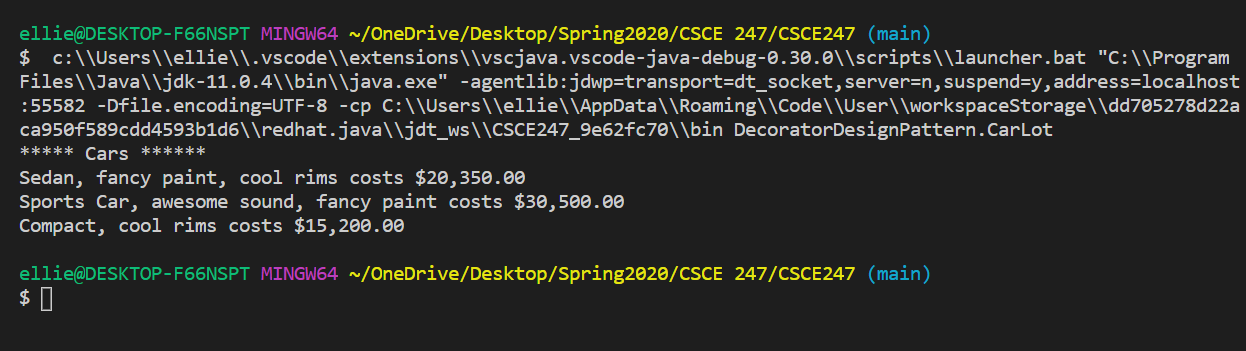 ellie@DESKTOP-F66NSPT MINGW64 ~/OneDrive/Desktop/Spring2020/CSCE 247/CSCE247 (main)
$  c:\\Users\\ellie\\.vscode\\extensions\\vscjava.vscode-java-debug-0.30.0\\scripts\\launcher.bat "C:\\Program
Files\\Java\\jdk-11.0.4\\bin\\java.exe" -agentlib:jdwp=transport=dt_socket,server=n,suspend=y,address=localhost
:55582 -Dfile.encoding=UTF-8 -cp C:\\Users\\ellie\\AppData\\Roaming\\Code\\User\\workspaceStorage\\dd705278d22a
ca950f589cdd4593b1d6\\redhat.java\\jdt_ws\\CSCE247_9e62fc70\\bin DecoratorDesignPattern.CarLot
***** Cars ******
Sedan, fancy paint, cool rims costs $20,350.00
Sports Car, awesome sound, fancy paint costs $30,500.00
Compact, cool rims costs $15,200.00
ellie@DESKTOP-F66NSPT MINGW64 ~/OneDrive/Desktop/Spring2020/CSCE 247/CSCE247 (main)
$